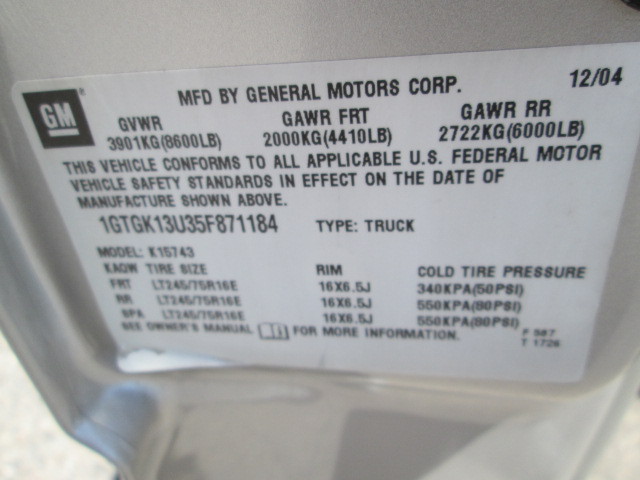 GM ® MFD BY GENERAL MOTORS CORP. 12/04
GVWR GAWR FRT GAWR RR
3901KG(8600LB) 2000KG(4410LB) 2722KG(6000LB)
THIS VEHICLE CONFORMS TO ALL APPLICABLE U.S. FEDERAL MOTOR
VEHICLE SAFETY STANDARDS IN EFFECT ON THE DATE OF
MANUFACTURE SHOWN ABOVE.
1GTGK13U35F871184 TYPE: TRUCK
MODEL: K15743
TIRE SIZE RIM COLD TIRE PRESSURE
FRT LT245/75R16E 16X6.5J 340KPA(50PSI)
RR LT245/75R16E 16X6.5J 550KPA(80PSI)
SPA LT245/75R16E 16X6.5J 550KPA(80PSI)
SEE OWNER'S MANUAL FOR MORE INFORMATION.
F 587
T 1726